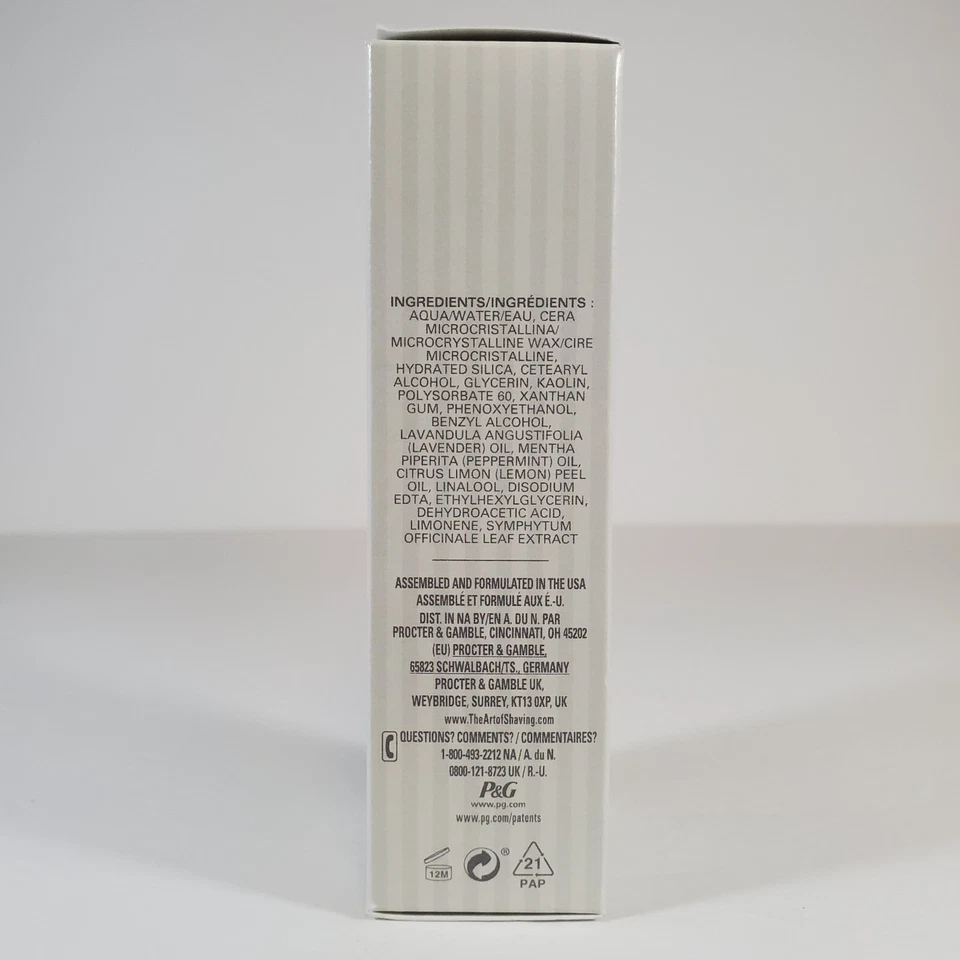 INGREDIENTS/INGRÉDIENTS :
AQUA/WATER/EAU, CERA
MICROCRISTALLINA/
MICROCRYSTALLINE WAX/CIRE
MICROCRISTALLINE,
HYDRATED SILICA, CETEARYL
ALCOHOL, GLYCERIN, KAOLIN,
POLYSORBATE 60, XANTHAN
GUM, PHENOXYETHANOL,
BENZYL ALCOHOL,
LAVANDULA ANGUSTIFOLIA
(LAVENDER) OIL, MENTHA
PIPERITA (PEPPERMINT) OIL,
CITRUS LIMON (LEMON) PEEL
OIL, LINALOOL, DISODIUM
EDTA, ETHYLHEXYLGLYCERIN,
DEHYDROACETIC ACID,
LIMONENE, SYMPHYTUM
OFFICINALE LEAF EXTRACT
ASSEMBLED AND FORMULATED IN THE USA
ASSEMBLÉ ET FORMULÉ AUX É.-U.
DIST. IN NA BY/EN A. DU N. PAR
PROCTER & GAMBLE, CINCINNATI, OH 45202
(EU) PROCTER & GAMBLE,
65823 SCHWALBACH/TS., GERMANY
PROCTER & GAMBLE UK,
WEYBRIDGE, SURREY, KT13 0XP, UK
www.TheArtofShaving.com
QUESTIONS? COMMENTS? / COMMENTAIRES?
1-800-493-2212 NA / A. du N.
0800-121-8723 UK / R.-U.
P&G
www.pg.com
www.pg.com/patents
12M ® 21
PAP